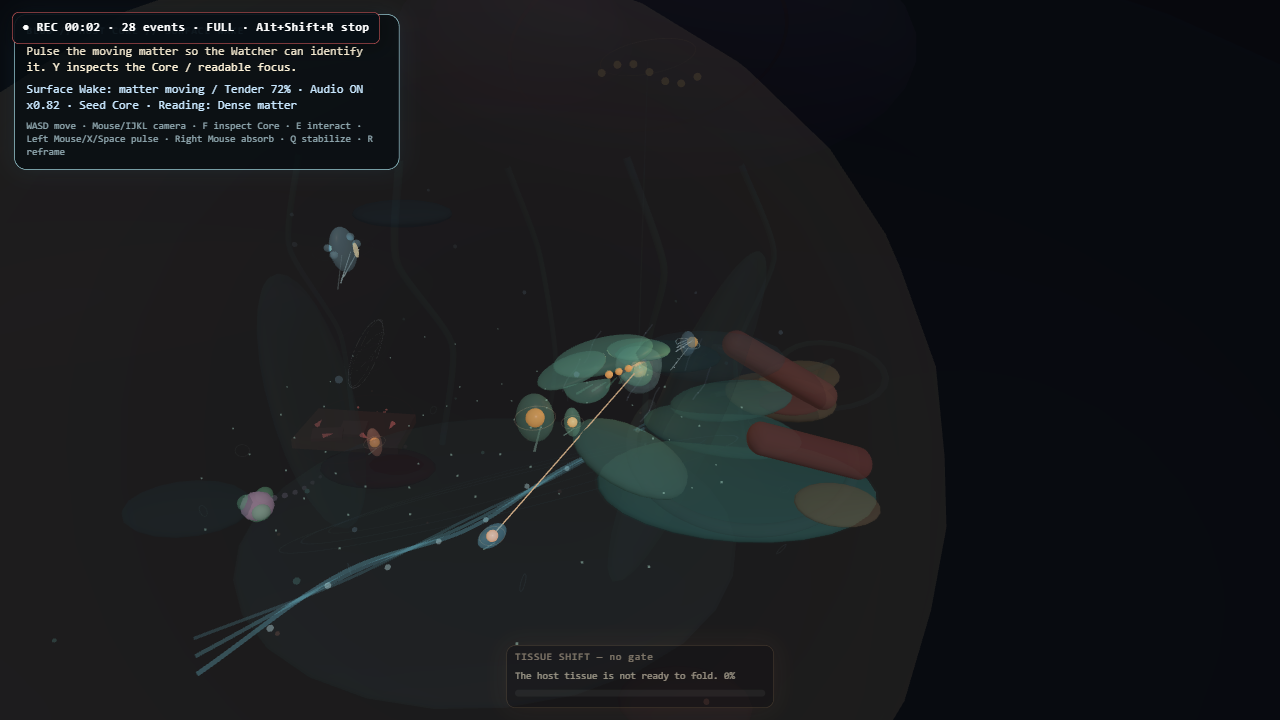 ● REC 00:02 · 28 events · FULL · Alt+Shift+R stop
Pulse the moving matter so the Watcher can identify
it. Y inspects the Core / readable focus.
Surface Wake: matter moving / Tender 72% · Audio ON
x0.82 · Seed Core · Reading: Dense matter
WASD move · Mouse/IJKL camera · F inspect Core · E interact ·
Left Mouse/X/Space pulse · Right Mouse absorb · Q stabilize · R
reframe
TISSUE SHIFT — no gate
The host tissue is not ready to fold. 0%